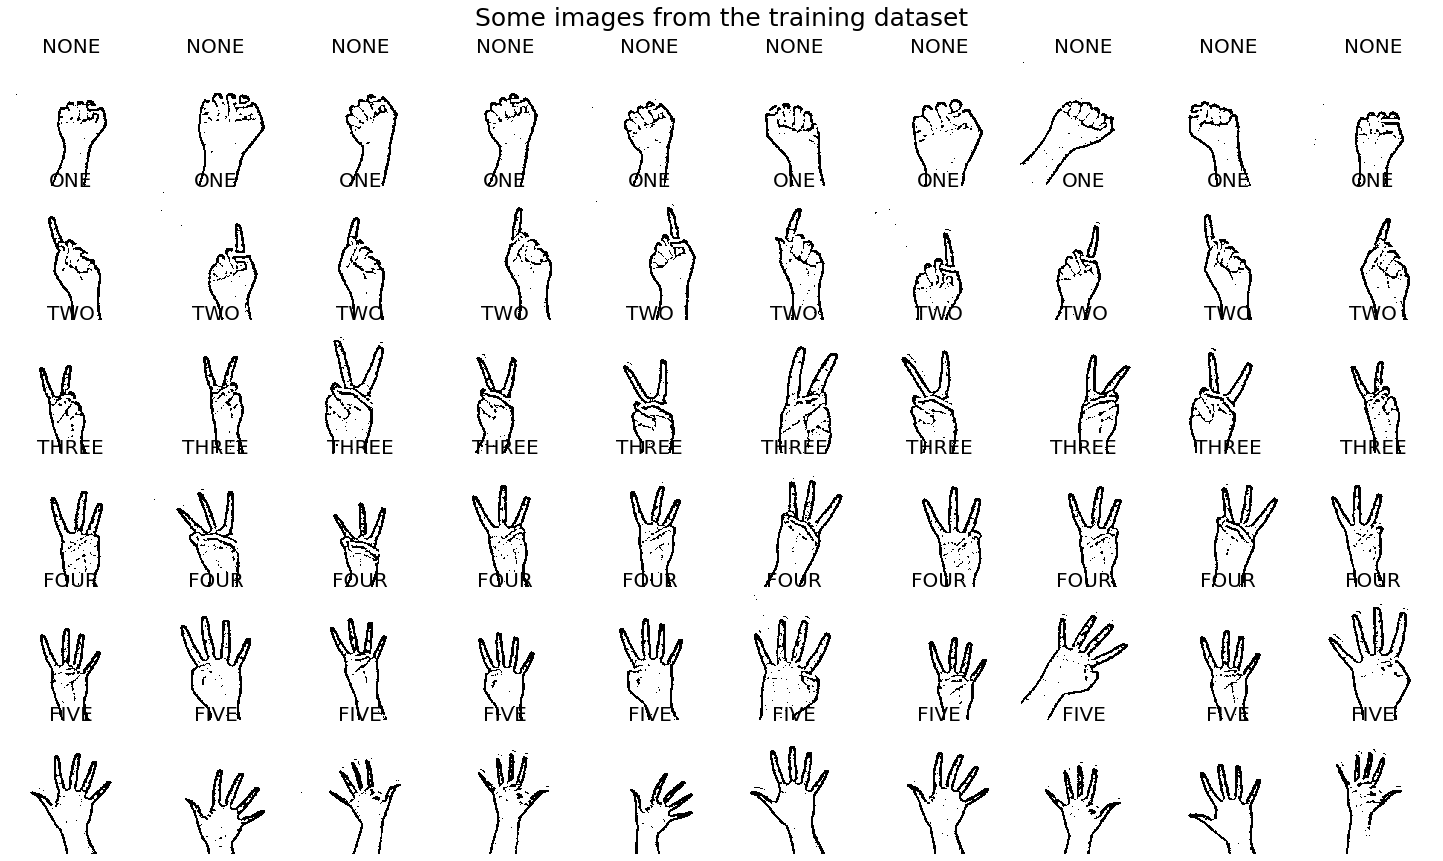 Some images from the training dataset
NONE NONE NONE NONE NONE NONE NONE NONE NONE NONE
ONE ONE ONE ONE ONE ONE ONE ONE ONE ONE
TWO TWO TWO TWO TWO TWO TWO TWO TWO TWO
THREE THREE THREE THREE THREE THREE THREE THREE THREE THREE
FOUR FOUR FOUR FOUR FOUR FOUR FOUR FOUR FOUR FOUR
FIVE FIVE FIVE FIVE FIVE FIVE FIVE FIVE FIVE FIVE